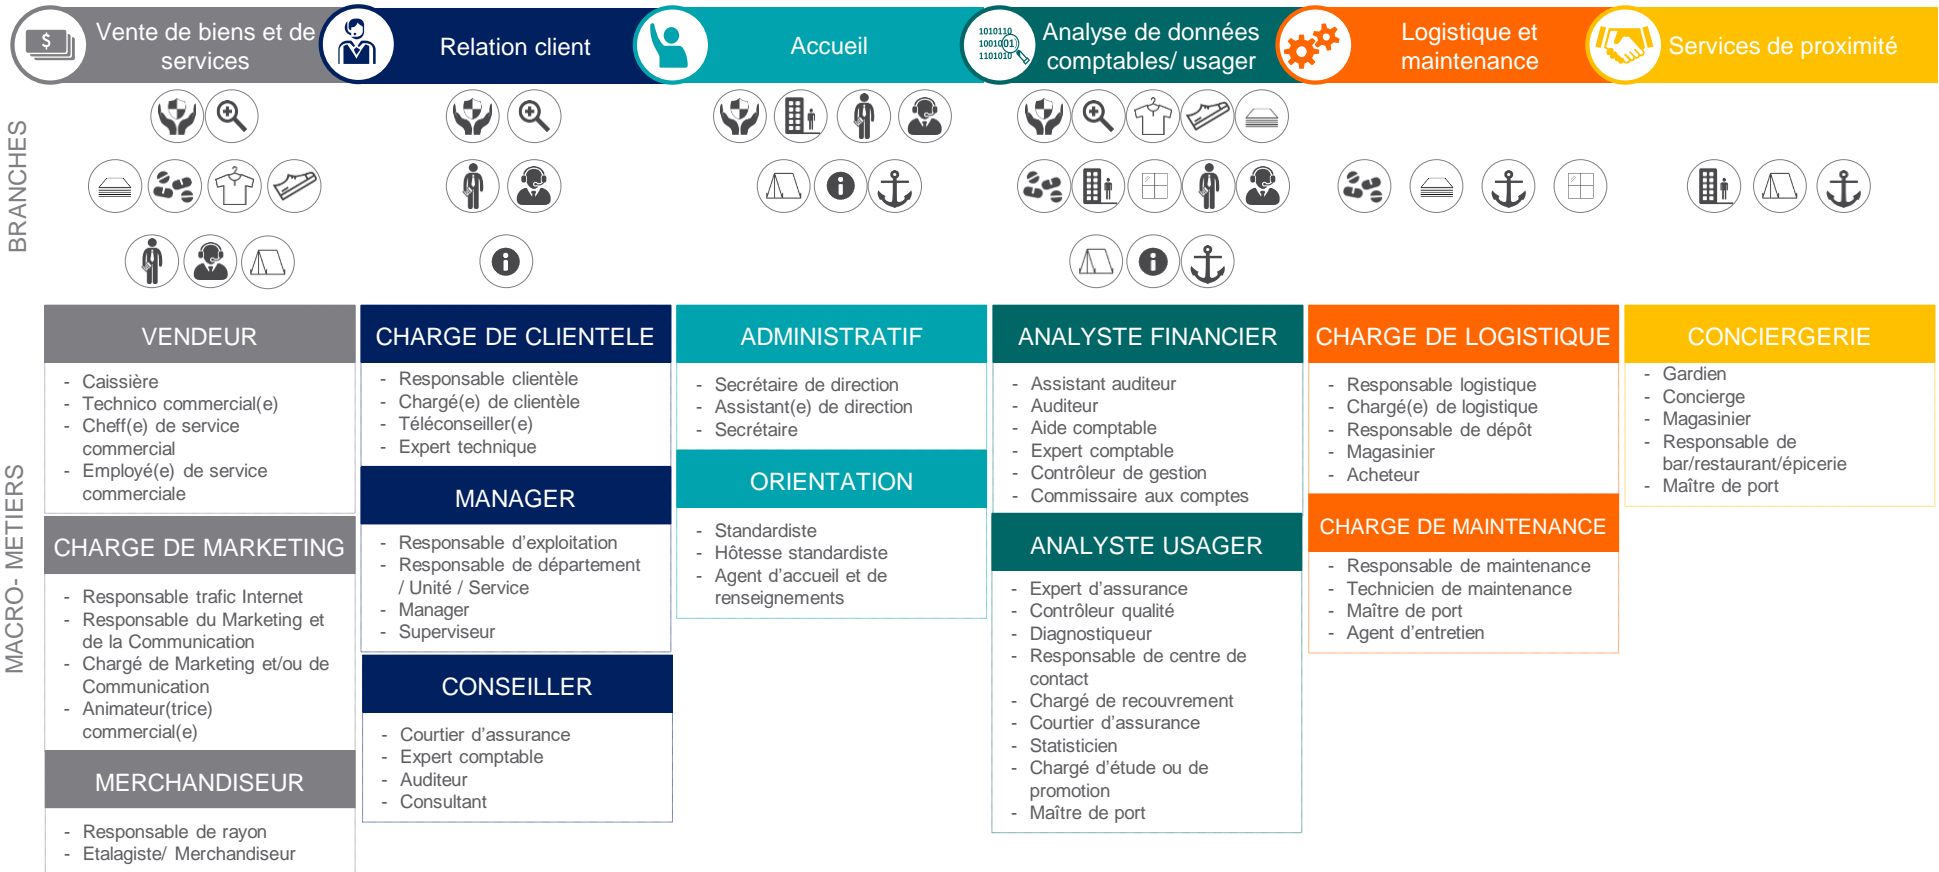 Vente de biens et de
services
Relation client
Accueil
1010110
1001001
1101010
Analyse de données
comptables/ usager
Logistique et
maintenance
Services de proximité
$
BRANCHES
MACRO- METIERS
VENDEUR
- Caissière
- Technico commercial(e)
- Cheff(e) de service
commercial
- Employé(e) de service
commerciale
CHARGE DE MARKETING
- Responsable trafic Internet
- Responsable du Marketing et
de la Communication
- Chargé de Marketing et/ou de
Communication
- Animateur(trice)
commercial(e)
MERCHANDISEUR
- Responsable de rayon
- Etalagiste/ Merchandiseur
CHARGE DE CLIENTELE
- Responsable clientèle
- Chargé(e) de clientèle
- Téléconseiller(e)
- Expert technique
MANAGER
- Responsable d'exploitation
- Responsable de département
/ Unité / Service
- Manager
- Superviseur
CONSEILLER
- Courtier d'assurance
- Expert comptable
- Auditeur
- Consultant
ADMINISTRATIF
- Secrétaire de direction
- Assistant(e) de direction
- Secrétaire
ORIENTATION
- Standardiste
- Hôtesse standardiste
- Agent d'accueil et de
renseignements
ANALYSTE FINANCIER
- Assistant auditeur
- Auditeur
- Aide comptable
- Expert comptable
- Contrôleur de gestion
- Commissaire aux comptes
ANALYSTE USAGER
- Expert d'assurance
- Contrôleur qualité
- Diagnostiqueur
- Responsable de centre de
contact
- Chargé de recouvrement
- Courtier d'assurance
- Statisticien
- Chargé d'étude ou de
promotion
- Maître de port
CHARGE DE LOGISTIQUE
- Responsable logistique
- Chargé(e) de logistique
- Responsable de dépôt
- Magasinier
- Acheteur
CHARGE DE MAINTENANCE
- Responsable de maintenance
- Technicien de maintenance
- Maître de port
- Agent d'entretien
CONCIERGERIE
- Gardien
- Concierge
- Magasinier
- Responsable de
bar/restaurant/épicerie
- Maître de port